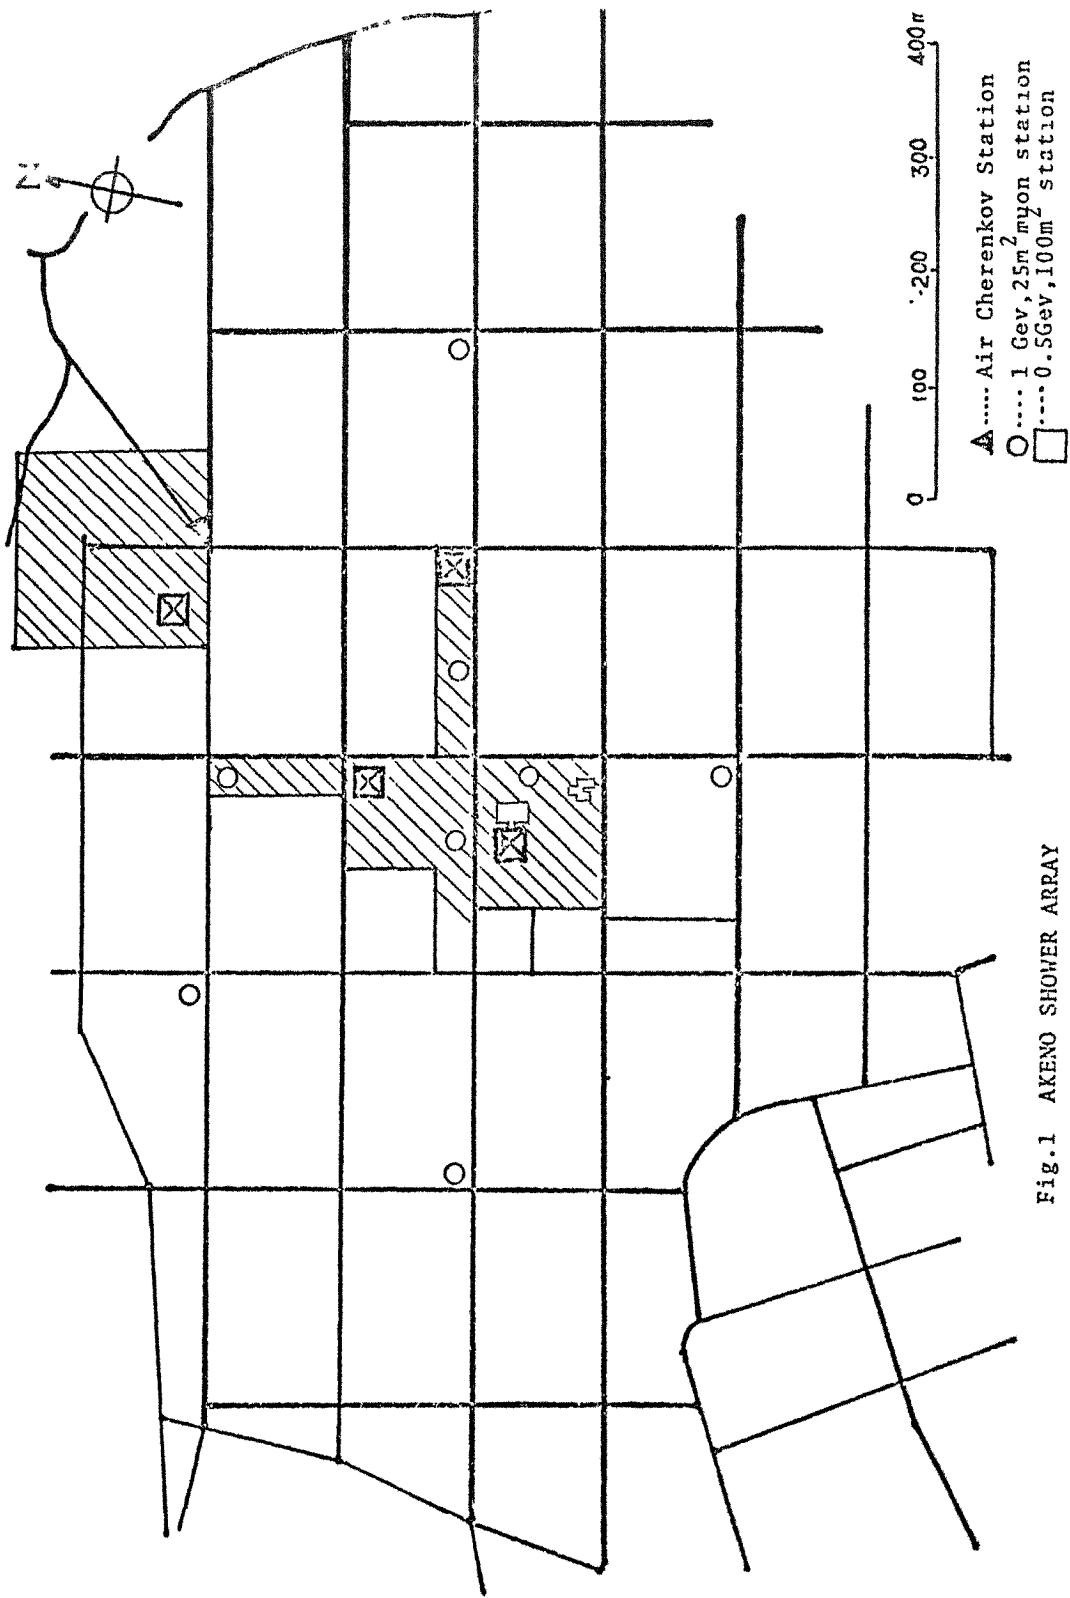 N
0 100 200 300 400m
▲..... Air Cherenkov Station
○..... 1 Gev,25m² muon station
□.... 0.5Gev,100m² station
Fig.1 AKENO SHOWER ARRAY